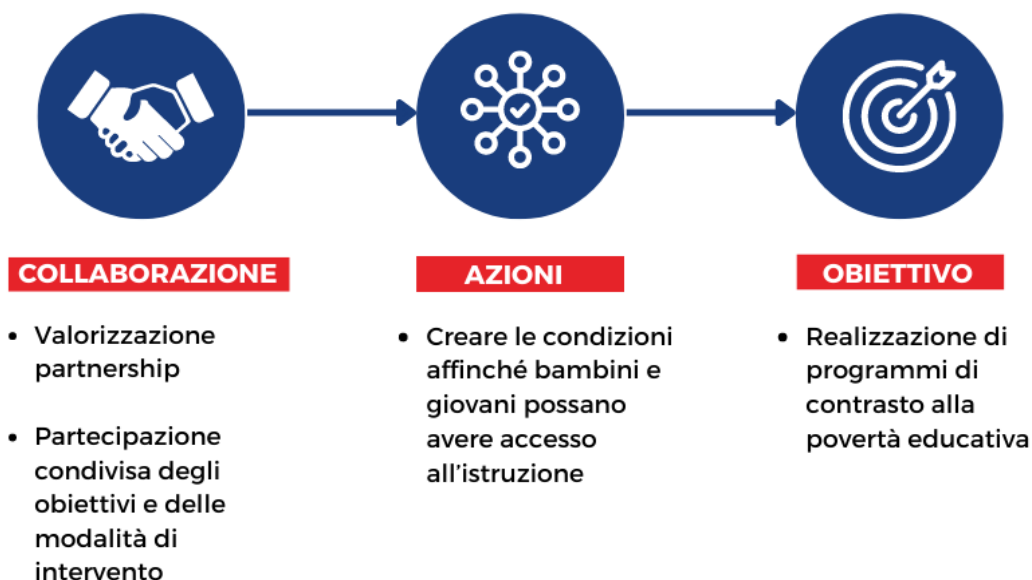 COLLABORAZIONE
• Valorizzazione
partnership
• Partecipazione
condivisa degli
obiettivi e delle
modalità di
intervento
AZIONI
• Creare le condizioni
affinché bambini e
giovani possano
avere accesso
all'istruzione
OBIETTIVO
• Realizzazione di
programmi di
contrasto alla
povertà educativa